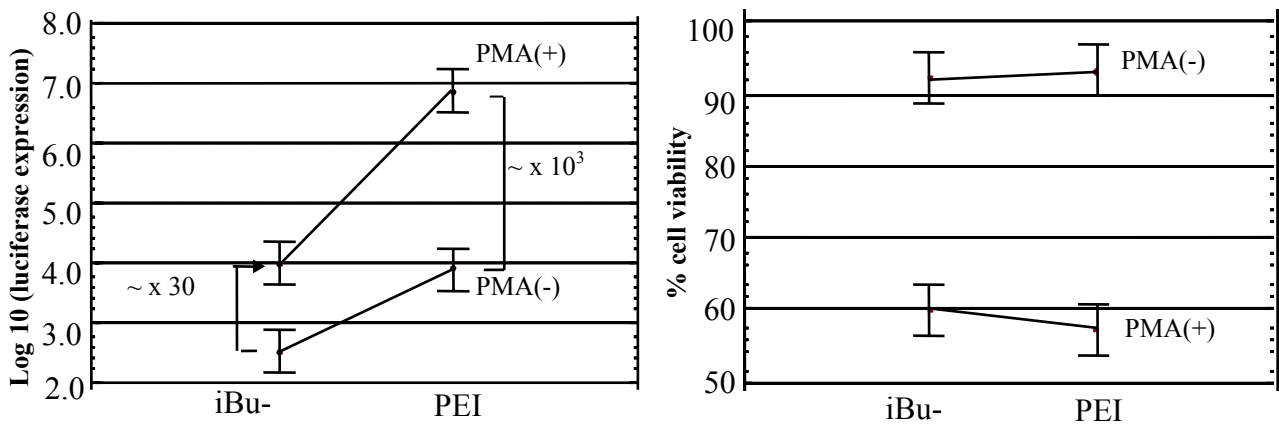 Log 10 (luciferase expression)
8.0
7.0
6.0
5.0
4.0
3.0
2.0
PMA(+)
~ x 10³
~ x 30
PMA(-)
iBu-
PEI
% cell viability
100
90
80
70
60
50
PMA(-)
PMA(+)
iBu-
PEI